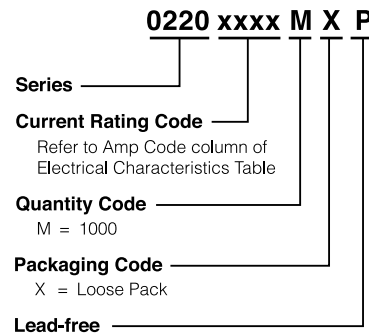 0220 xxxx M X P
Series
Current Rating Code
Refer to Amp Code column of
Electrical Characteristics Table
Quantity Code
M = 1000
Packaging Code
X = Loose Pack
Lead-free